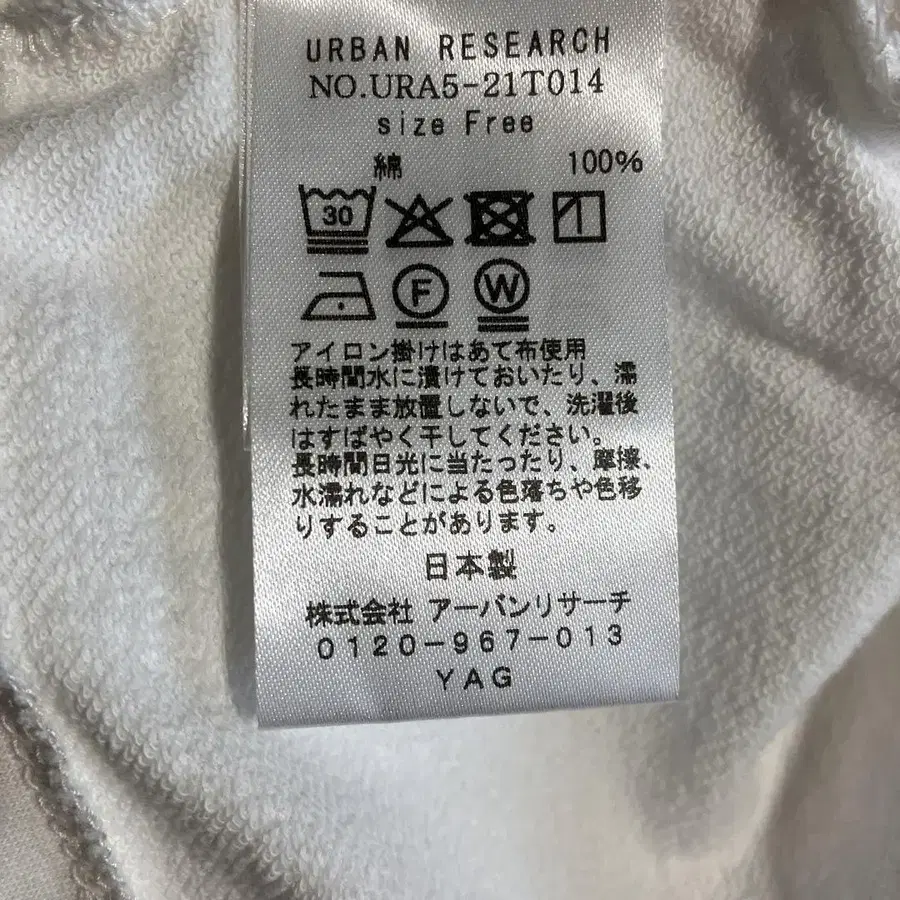 URBAN RESEARCH
NO.URA5-21T014
size Free
綿 100%
30
F W
アイロン掛けはあて布使用
長時間水に漬けておいたり、濡
れたまま放置しないで、洗濯後
はすばやく干してください。
長時間日光に当たったり、摩擦、
水濡れなどによる色落ちや色移
りすることがあります。
日本製
株式会社 アーバンリサーチ
0120-967-013
YAG